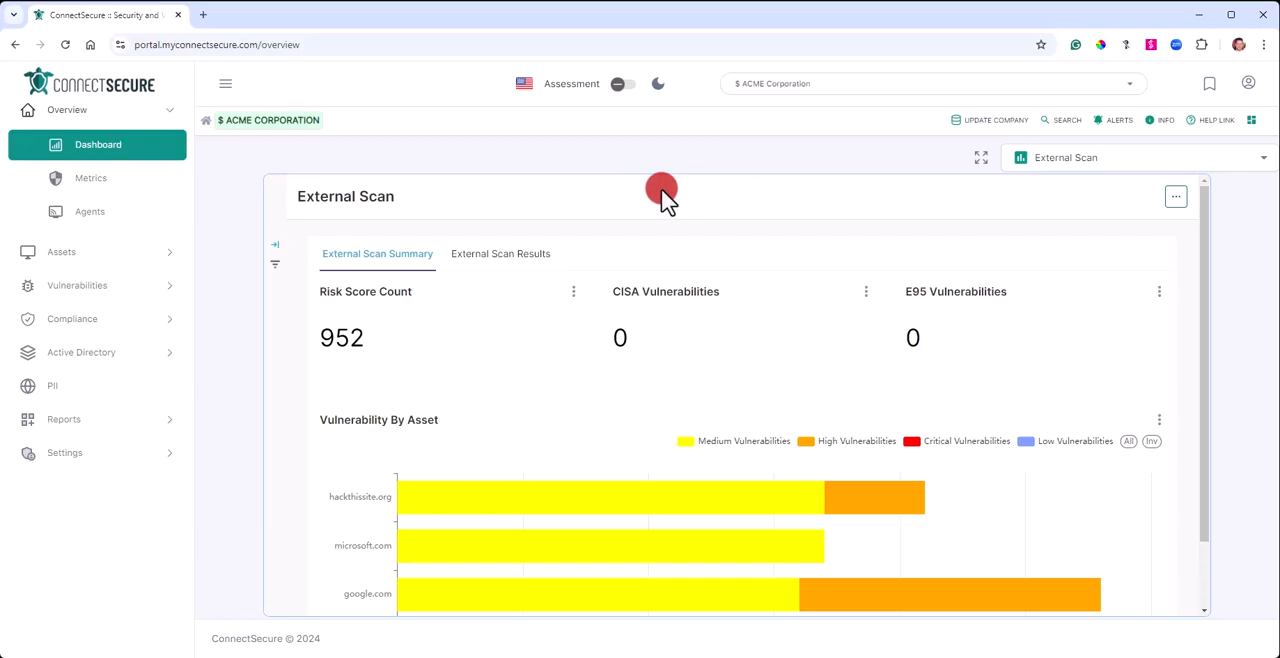 ConnectSecure :: Security and
portal.myconnectsecure.com/overview
CONNECTSECURE
Assessment
$ ACME Corporation
Overview
$ ACME CORPORATION
UPDATE COMPANY
SEARCH
ALERTS
INFO
HELP LINK
Dashboard
Metrics
Agents
Assets
Vulnerabilities
Compliance
Active Directory
PII
Reports
Settings
External Scan
External Scan
External Scan Summary
External Scan Results
Risk Score Count
CISA Vulnerabilities
E95 Vulnerabilities
952
0
0
Vulnerability By Asset
Medium Vulnerabilities
High Vulnerabilities
Critical Vulnerabilities
Low Vulnerabilities
All
Inv
hackthissite.org
microsoft.com
google.com
ConnectSecure © 2024